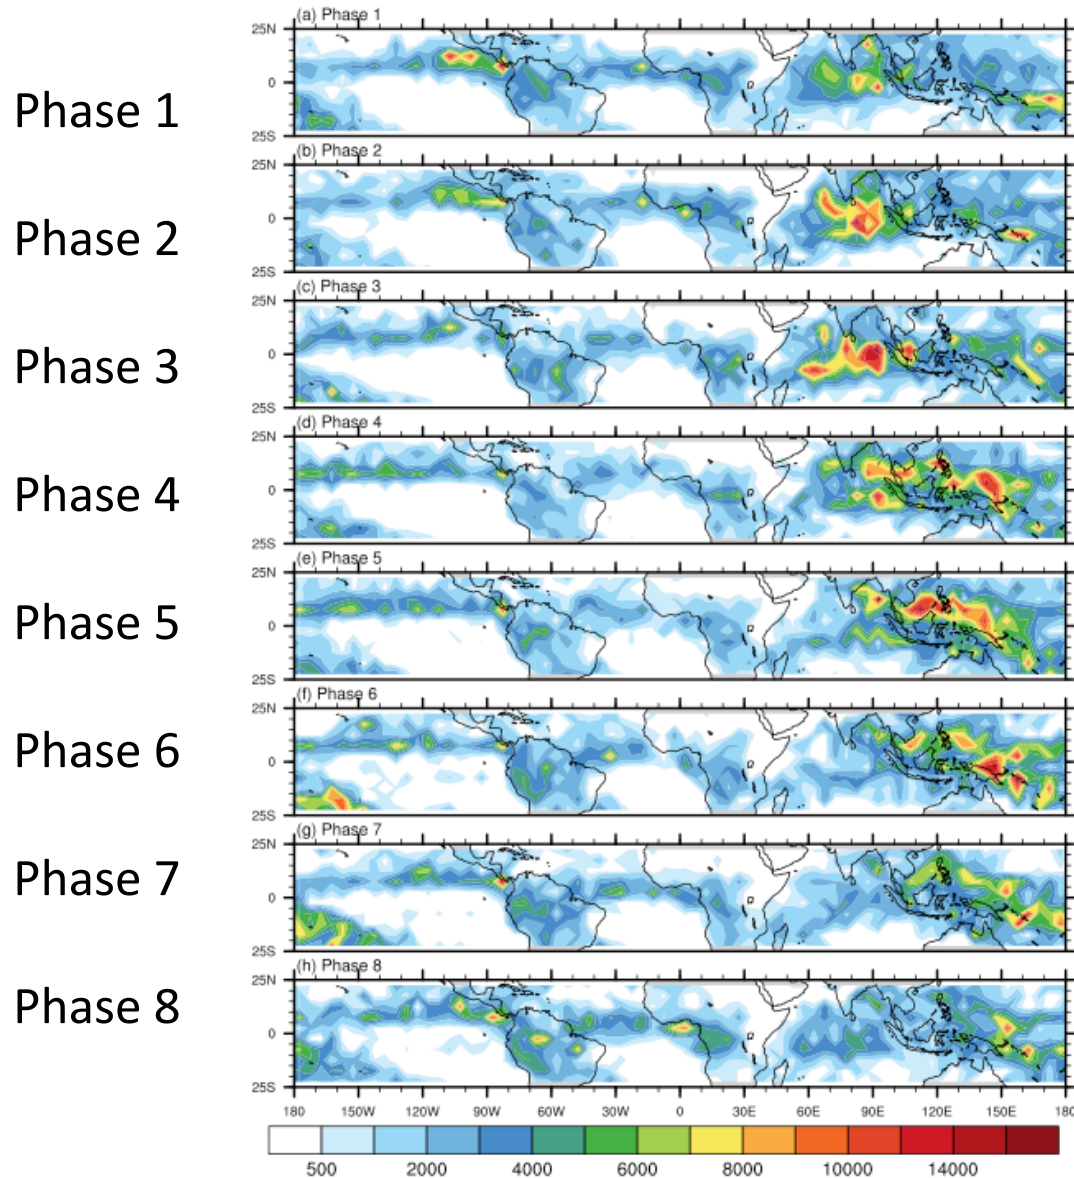 (a) Phase 1
25N
Phase 1
0
25S
(b) Phase 2
25N
Phase 2
0
25S
(c) Phase 3
25N
Phase 3
0
25S
(d) Phase 4
25N
Phase 4
0
25S
(e) Phase 5
25N
Phase 5
0
25S
(f) Phase 6
25N
Phase 6
0
25S
(g) Phase 7
25N
Phase 7
0
25S
(h) Phase 8
25N
Phase 8
0
25S
180 150W 120W 90W 60W 30W 0 30E 60E 90E 120E 150E 180
500 2000 4000 6000 8000 10000 14000